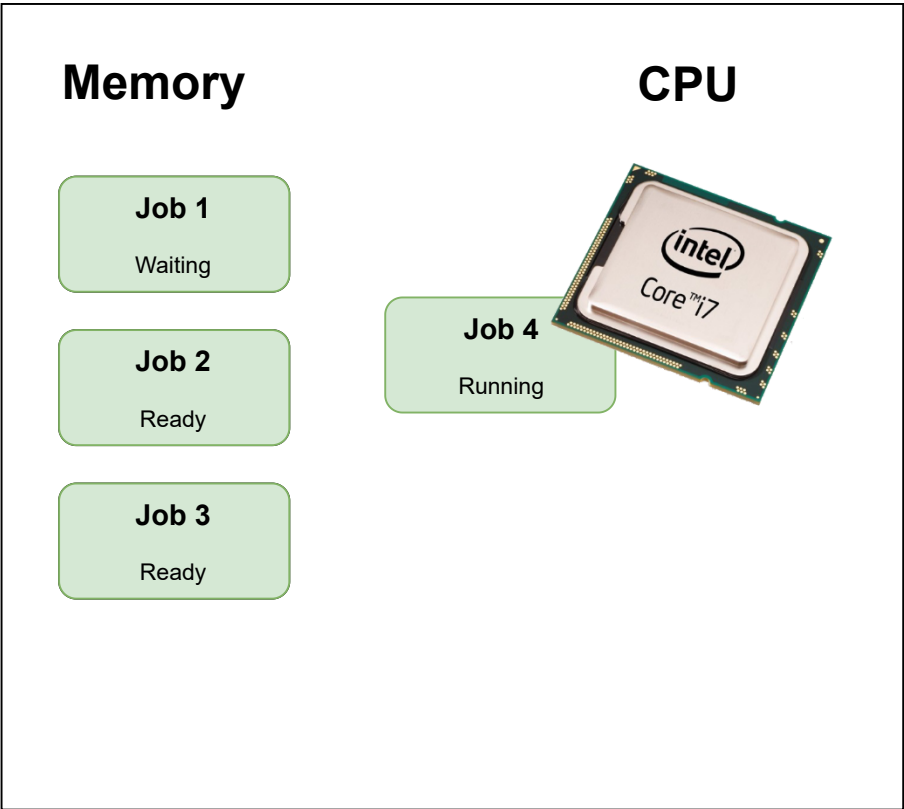 Memory
CPU
Job 1
Waiting
Job 2
Ready
Job 3
Ready
Job 4
Running
intel
Core™i7